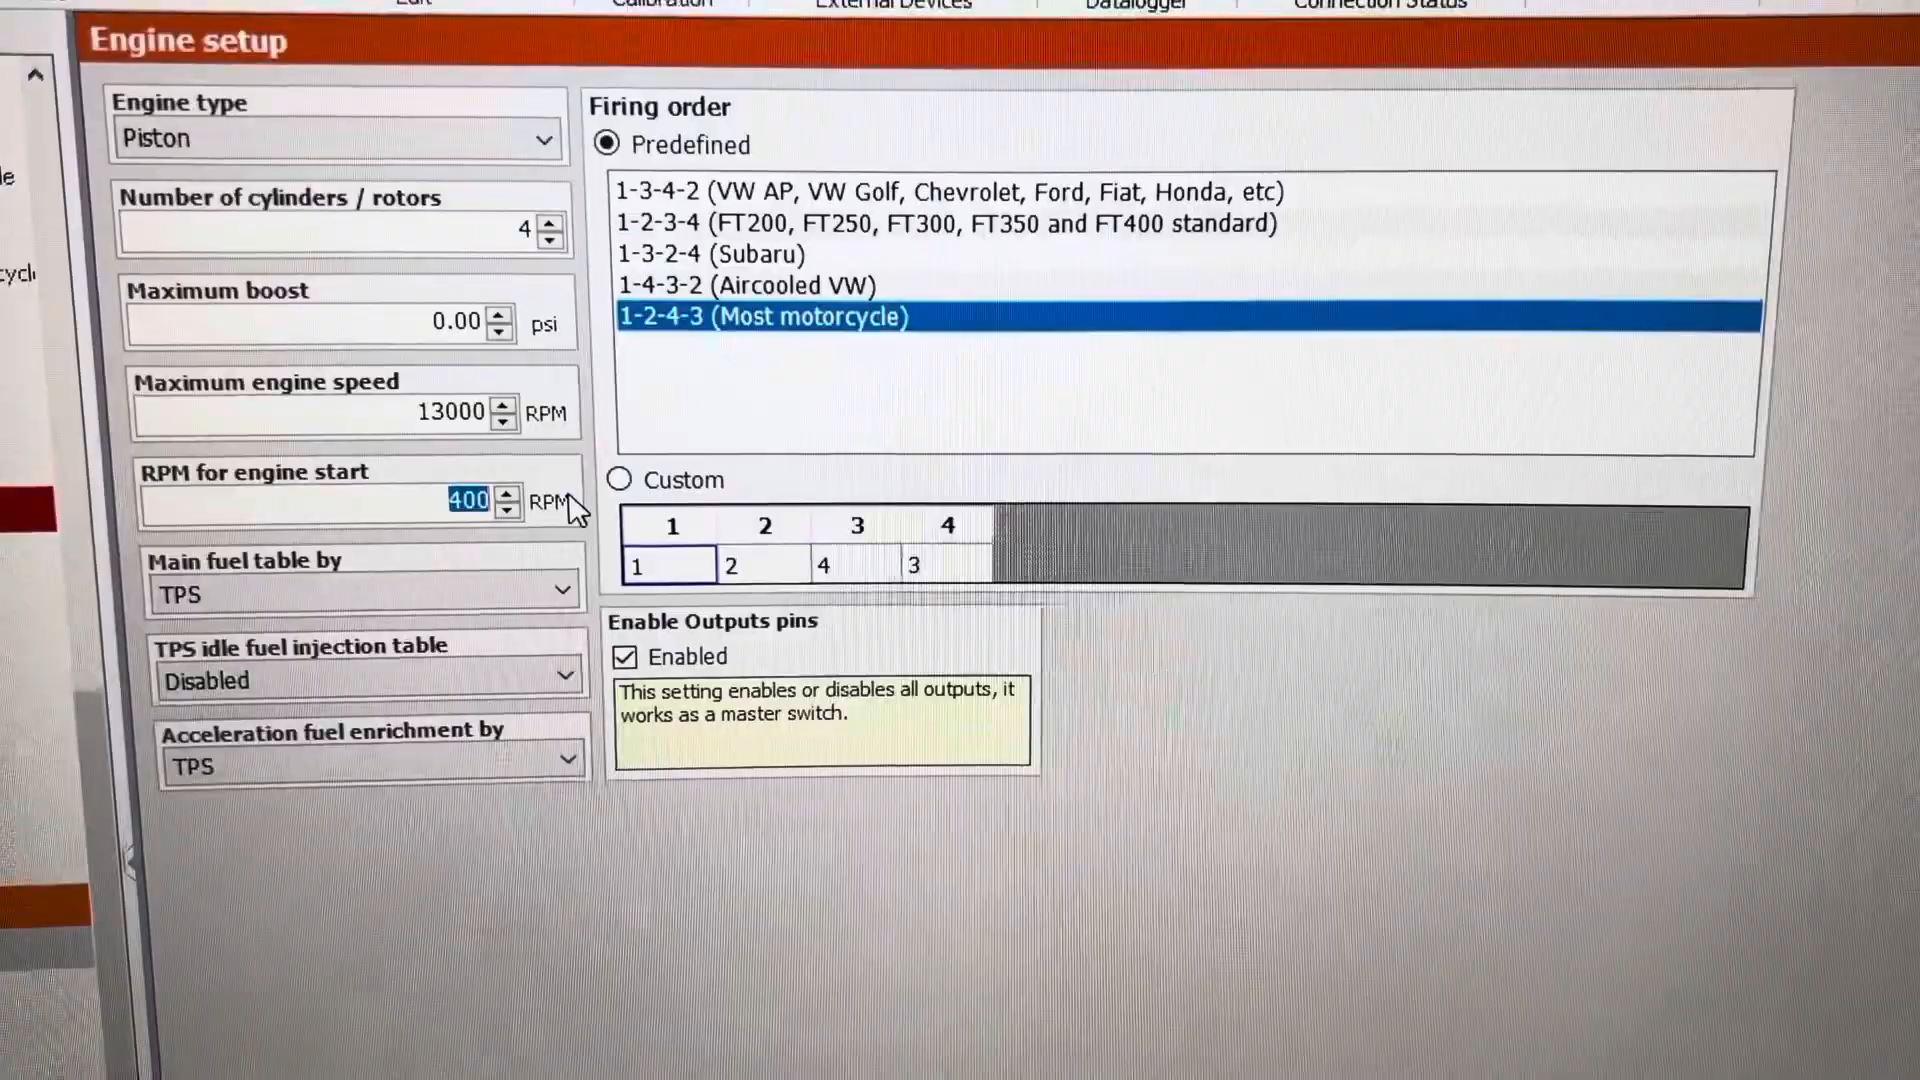 External Devices
Datalogger
Connection Status
Engine setup
Engine type
Piston
Number of cylinders / rotors
4
Maximum boost
0.00 psi
Maximum engine speed
13000 RPM
RPM for engine start
400 RPM
Main fuel table by
TPS
TPS idle fuel injection table
Disabled
Acceleration fuel enrichment by
TPS
Firing order
Predefined
1-3-4-2 (VW AP, VW Golf, Chevrolet, Ford, Fiat, Honda, etc)
1-2-3-4 (FT200, FT250, FT300, FT350 and FT400 standard)
1-3-2-4 (Subaru)
1-4-3-2 (Aircooled VW)
1-2-4-3 (Most motorcycle)
Custom
1 2 3 4
1 2 4 3
Enable Outputs pins
Enabled
This setting enables or disables all outputs, it
works as a master switch.